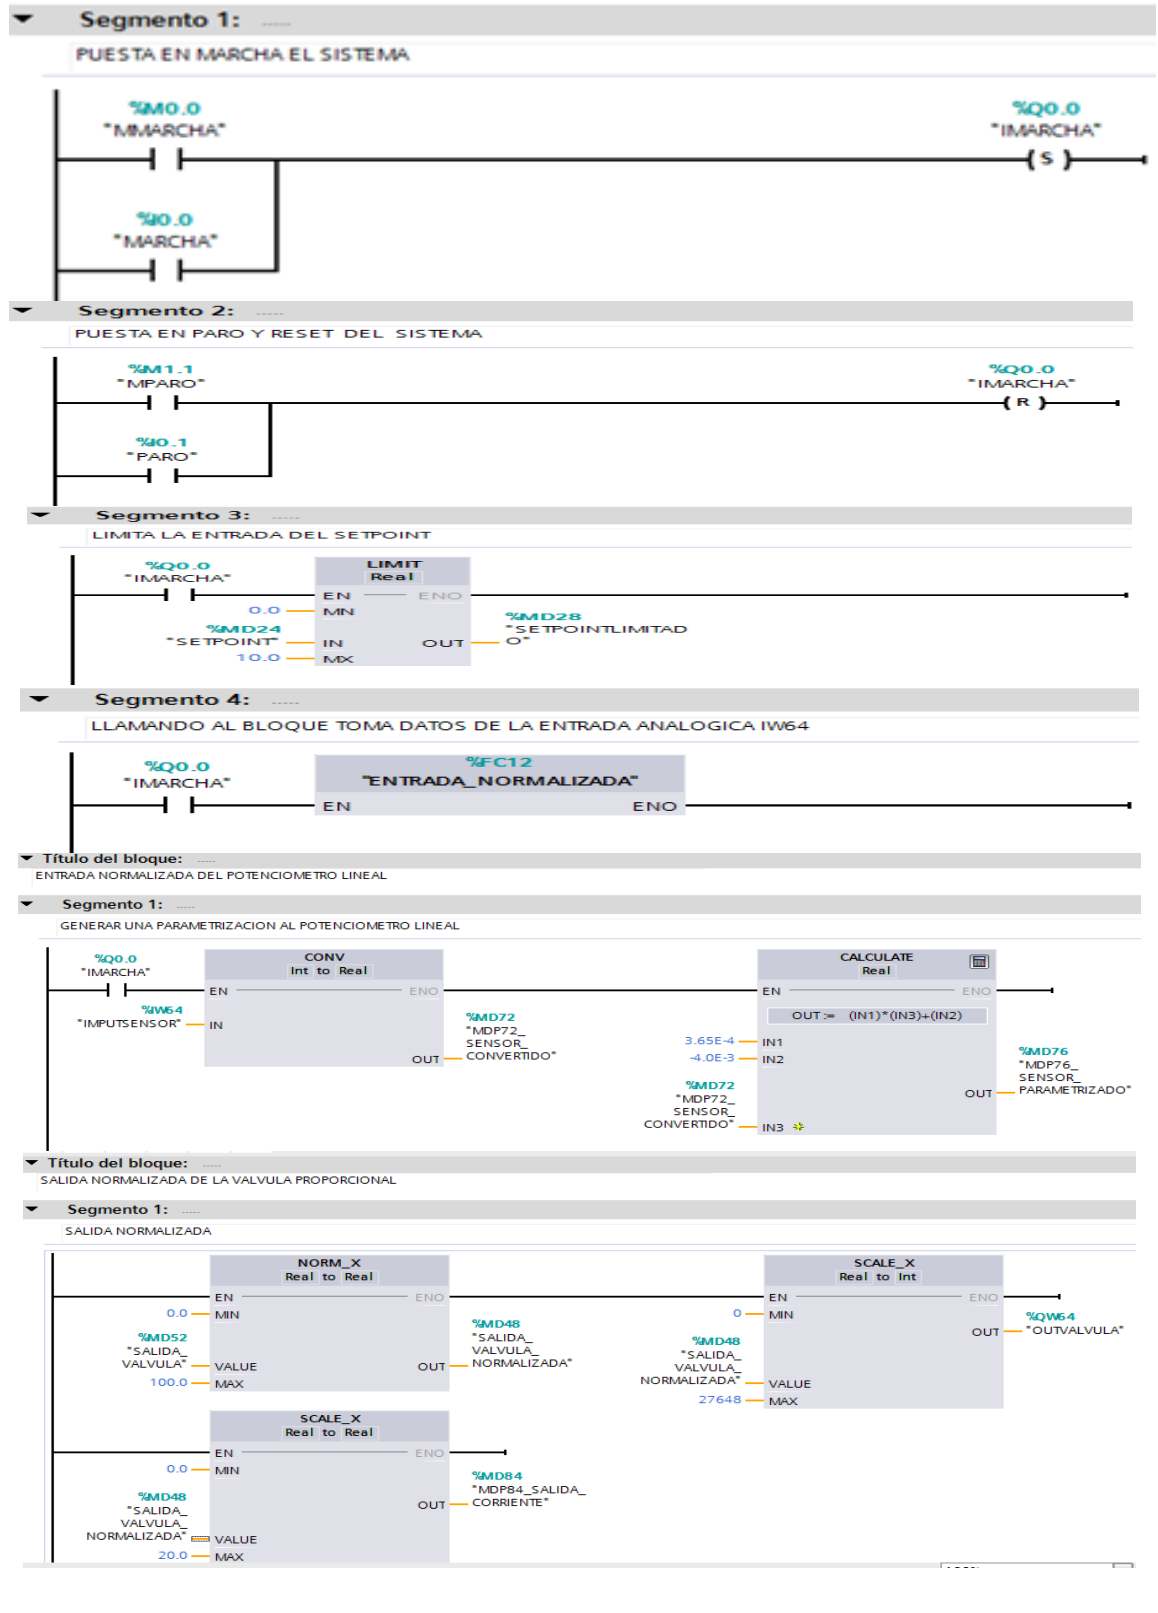 Segmento 1: .....
PUESTA EN MARCHA EL SISTEMA
%M0.0
"MMARCHA"
%Q0.0
"IMARCHA"
( S )
%I0.0
"MARCHA"
Segmento 2: .....
PUESTA EN PARO Y RESET DEL SISTEMA
%M1.1
"MPARO"
%Q0.0
"IMARCHA"
( R )
%I0.1
"PARO"
Segmento 3: .....
LIMITA LA ENTRADA DEL SETPOINT
%Q0.0
"IMARCHA"
LIMIT
Real
EN ENO
0.0 MN
%MD24
"SETPOINT" IN
10.0 MX
OUT
%MD28
"SETPOINTLIMITAD
O"
Segmento 4: .....
LLAMANDO AL BLOQUE TOMA DATOS DE LA ENTRADA ANALOGICA IW64
%Q0.0
"IMARCHA"
%FC12
"ENTRADA_NORMALIZADA"
EN ENO
Título del bloque: .....
ENTRADA NORMALIZADA DEL POTENCIOMETRO LINEAL
Segmento 1: .....
GENERAR UNA PARAMETRIZACION AL POTENCIOMETRO LINEAL
%Q0.0
"IMARCHA"
CONV
Int to Real
EN ENO
%IW64
"IMPUTSENSOR" IN
OUT
%MD72
"MDP72_
SENSOR_
CONVERTIDO"
CALCULATE
Real
EN ENO
OUT := (IN1)*(IN3)+(IN2)
3.65E-4 IN1
-4.0E-3 IN2
%MD72
"MDP72_
SENSOR_
CONVERTIDO" IN3
OUT
%MD76
"MDP76_
SENSOR_
PARAMETRIZADO"
Título del bloque: .....
SALIDA NORMALIZADA DE LA VALVULA PROPORCIONAL
Segmento 1: .....
SALIDA NORMALIZADA
NORM_X
Real to Real
EN ENO
0.0 MIN
%MD52
"SALIDA_
VALVULA" VALUE
100.0 MAX
OUT
%MD48
"SALIDA_
VALVULA_
NORMALIZADA"
SCALE_X
Real to Int
EN ENO
0 MIN
%MD48
"SALIDA_
VALVULA_
NORMALIZADA" VALUE
27648 MAX
OUT
%QW64
"OUTVALVULA"
SCALE_X
Real to Real
EN ENO
0.0 MIN
%MD48
"SALIDA_
VALVULA_
NORMALIZADA" VALUE
20.0 MAX
OUT
%MD84
"MDP84_SALIDA_
CORRIENTE"